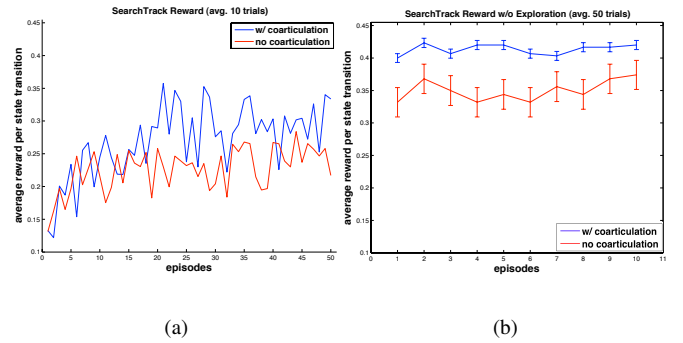 SearchTrack Reward (avg. 10 trials)
average reward per state transition
0.45
0.4
0.35
0.3
0.25
0.2
0.15
0.1
w/ coarticulation
no coarticulation
0 5 10 15 20 25 30 35 40 45 50
episodes
(a)
SearchTrack Reward w/o Exploration (avg. 50 trials)
average reward per state transition
0.45
0.4
0.35
0.3
0.25
0.2
0.15
0.1
w/ coarticulation
no coarticulation
0 1 2 3 4 5 6 7 8 9 10 11
episodes
(b)